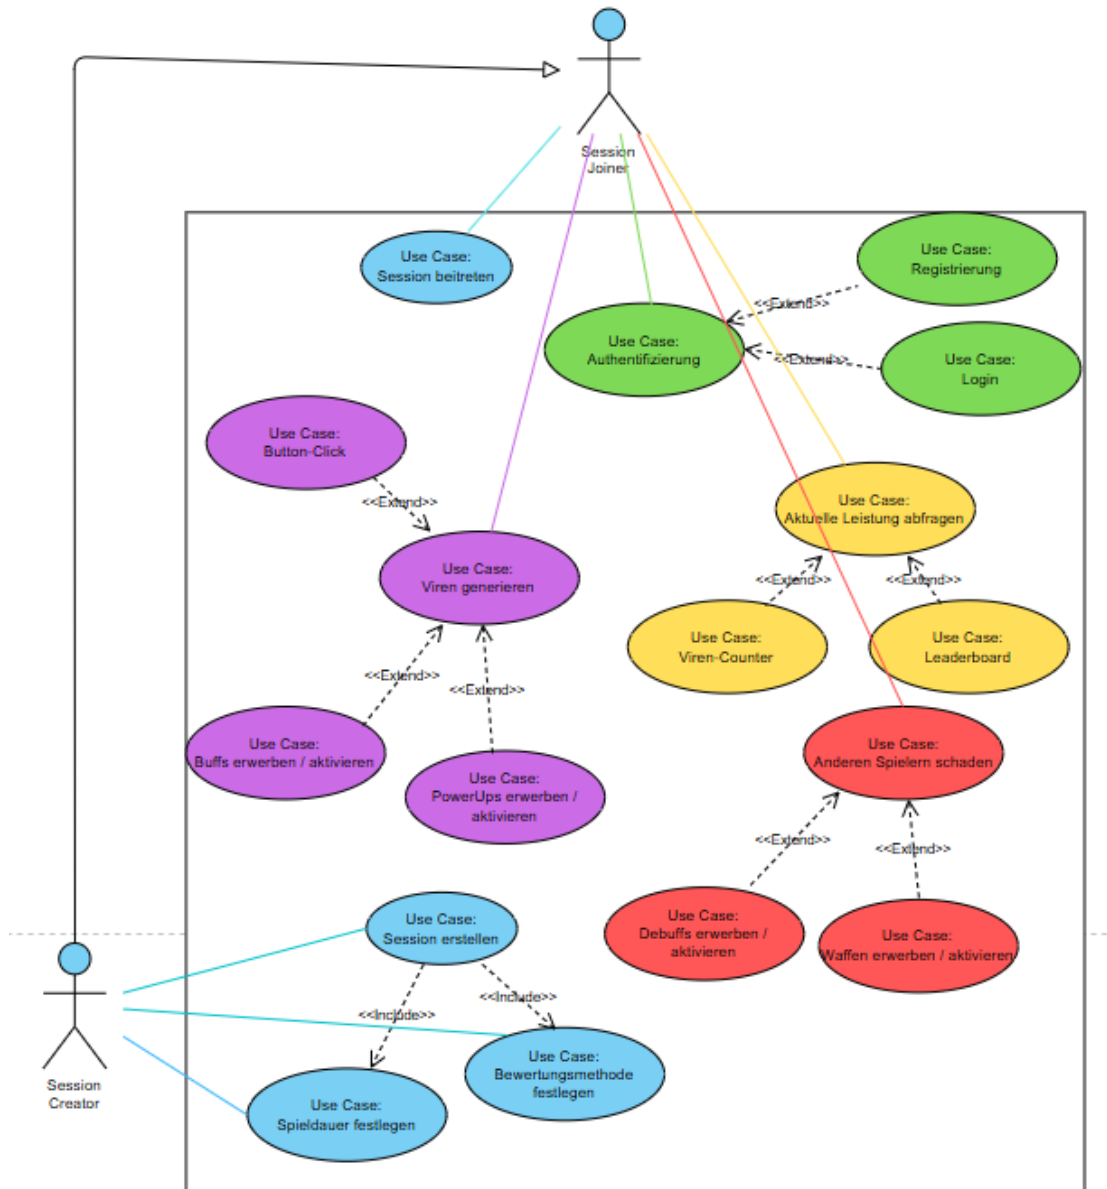 Session
Joiner
Use Case:
Registrierung
Use Case:
Session beitreten
<<Extend>>
Use Case:
Authentifizierung
<<Extend>>
Use Case:
Login
Use Case:
Button-Click
<<Extend>>
Use Case:
Aktuelle Leistung abfragen
Use Case:
Viren generieren
<<Extend>>
<<Extend>>
Use Case:
Viren-Counter
Use Case:
Leaderboard
<<Extend>>
<<Extend>>
Use Case:
Buffs erwerben / aktivieren
Use Case:
Anderen Spielern schaden
Use Case:
PowerUps erwerben /
aktivieren
<<Extend>>
<<Extend>>
Use Case:
Session erstellen
Use Case:
Debuffs erwerben /
aktivieren
Use Case:
Waffen erwerben / aktivieren
<<Include>>
<<Include>>
Use Case:
Bewertungsmethode
festlegen
Session
Creator
Use Case:
Spieldauer festlegen